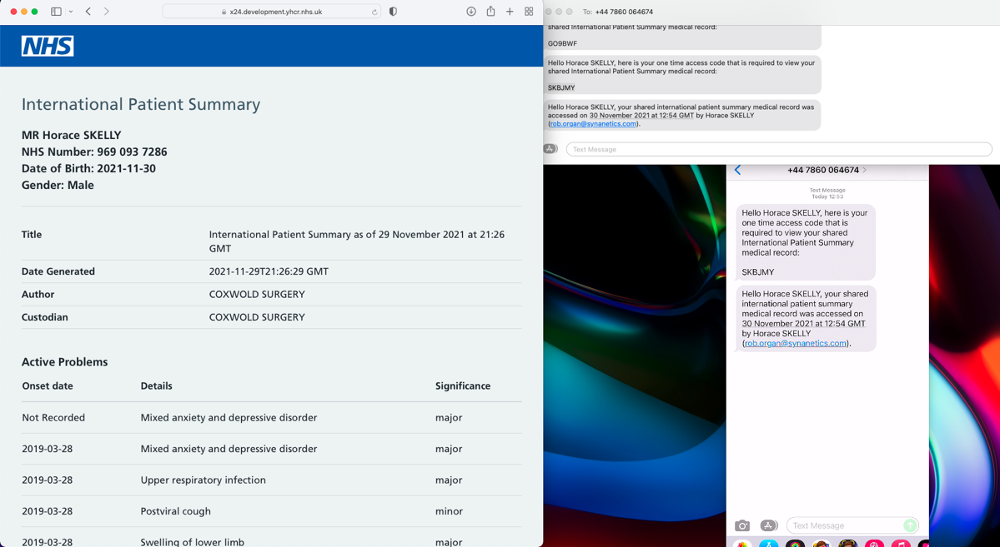 x24.development.yhcr.nhs.uk
NHS
International Patient Summary
MR Horace SKELLY
NHS Number: 969 093 7286
Date of Birth: 2021-11-30
Gender: Male
Title International Patient Summary as of 29 November 2021 at 21:26
GMT
Date Generated 2021-11-29T21:26:29 GMT
Author COXWOLD SURGERY
Custodian COXWOLD SURGERY
Active Problems
Onset date Details Significance
Not Recorded Mixed anxiety and depressive disorder major
2019-03-28 Mixed anxiety and depressive disorder major
2019-03-28 Upper respiratory infection major
2019-03-28 Postviral cough minor
2019-03-28 Swelling of lower limb major
To: +44 7860 064674
shared International Patient Summary medical record:
GO9BWF
Hello Horace SKELLY, here is your one time access code that is required to view your
shared International Patient Summary medical record:
SKBJMY
Hello Horace SKELLY, your shared international patient summary medical record was
accessed on 30 November 2021 at 12:54 GMT by Horace SKELLY
(rob.organ@synanetics.com).
Text Message
+44 7860 064674
Text Message
Today 12:53
Hello Horace SKELLY, here is your
one time access code that is
required to view your shared
International Patient Summary
medical record:
SKBJMY
Hello Horace SKELLY, your shared
international patient summary
medical record was accessed on
30 November 2021 at 12:54 GMT
by Horace SKELLY
(rob.organ@synanetics.com).
Text Message